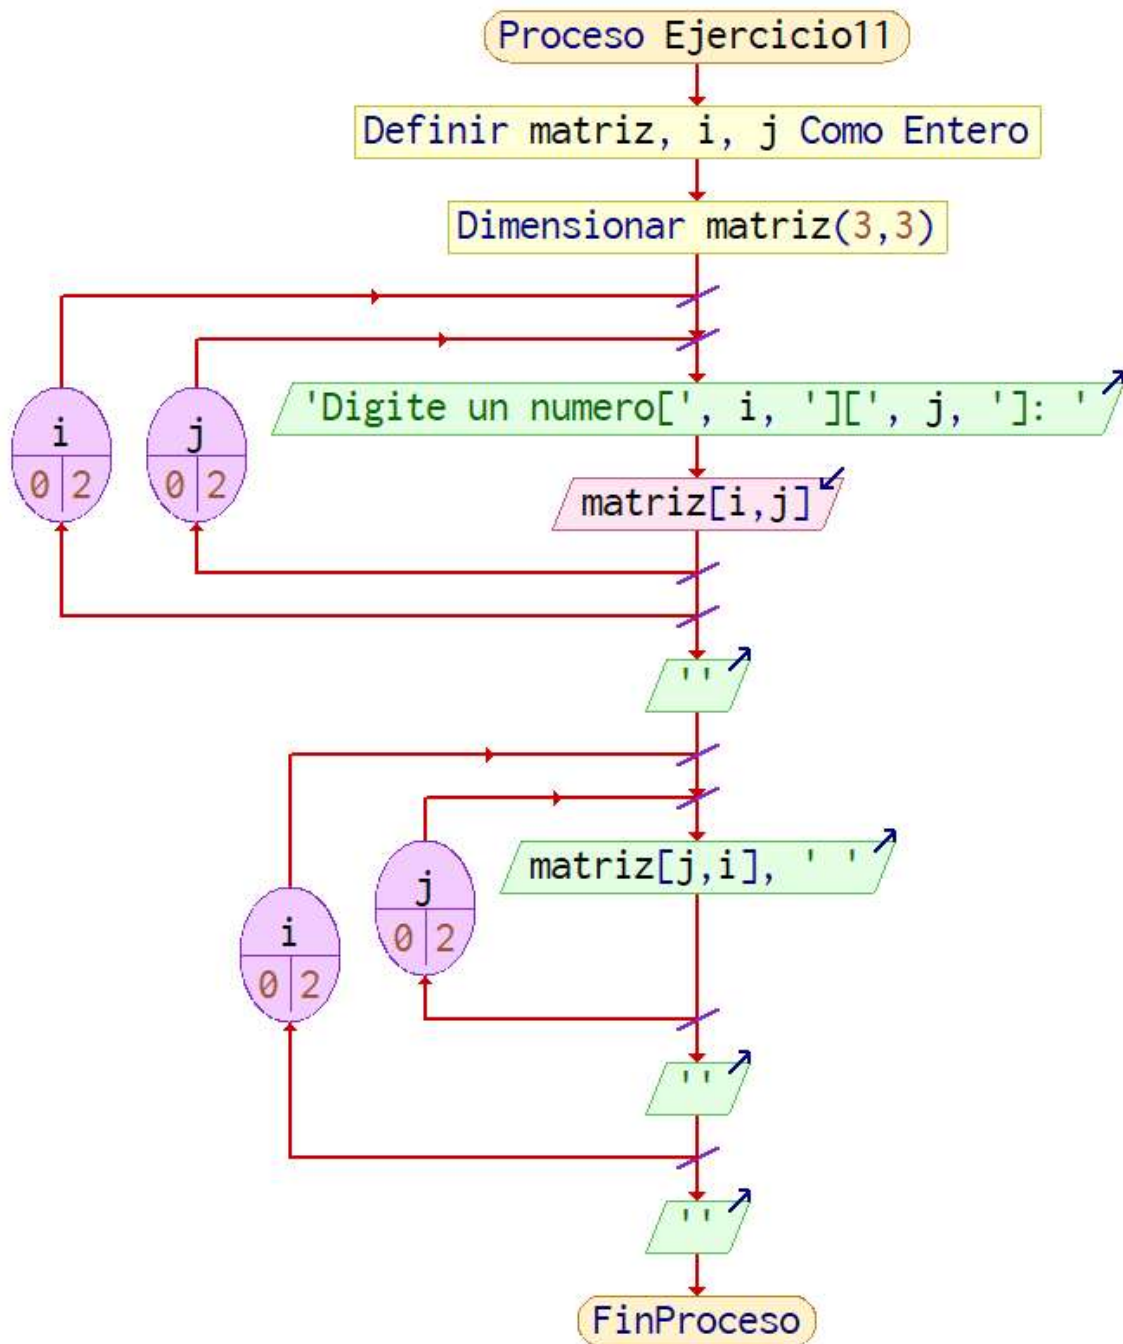 Proceso Ejercicio11
Definir matriz, i, j Como Entero
Dimensionar matriz(3,3)
'Digite un numero[', i, '][', j, ']: '
i
0 2
j
0 2
matriz[i,j]
''
matriz[j,i], ' '
j
0 2
i
0 2
''
''
FinProceso